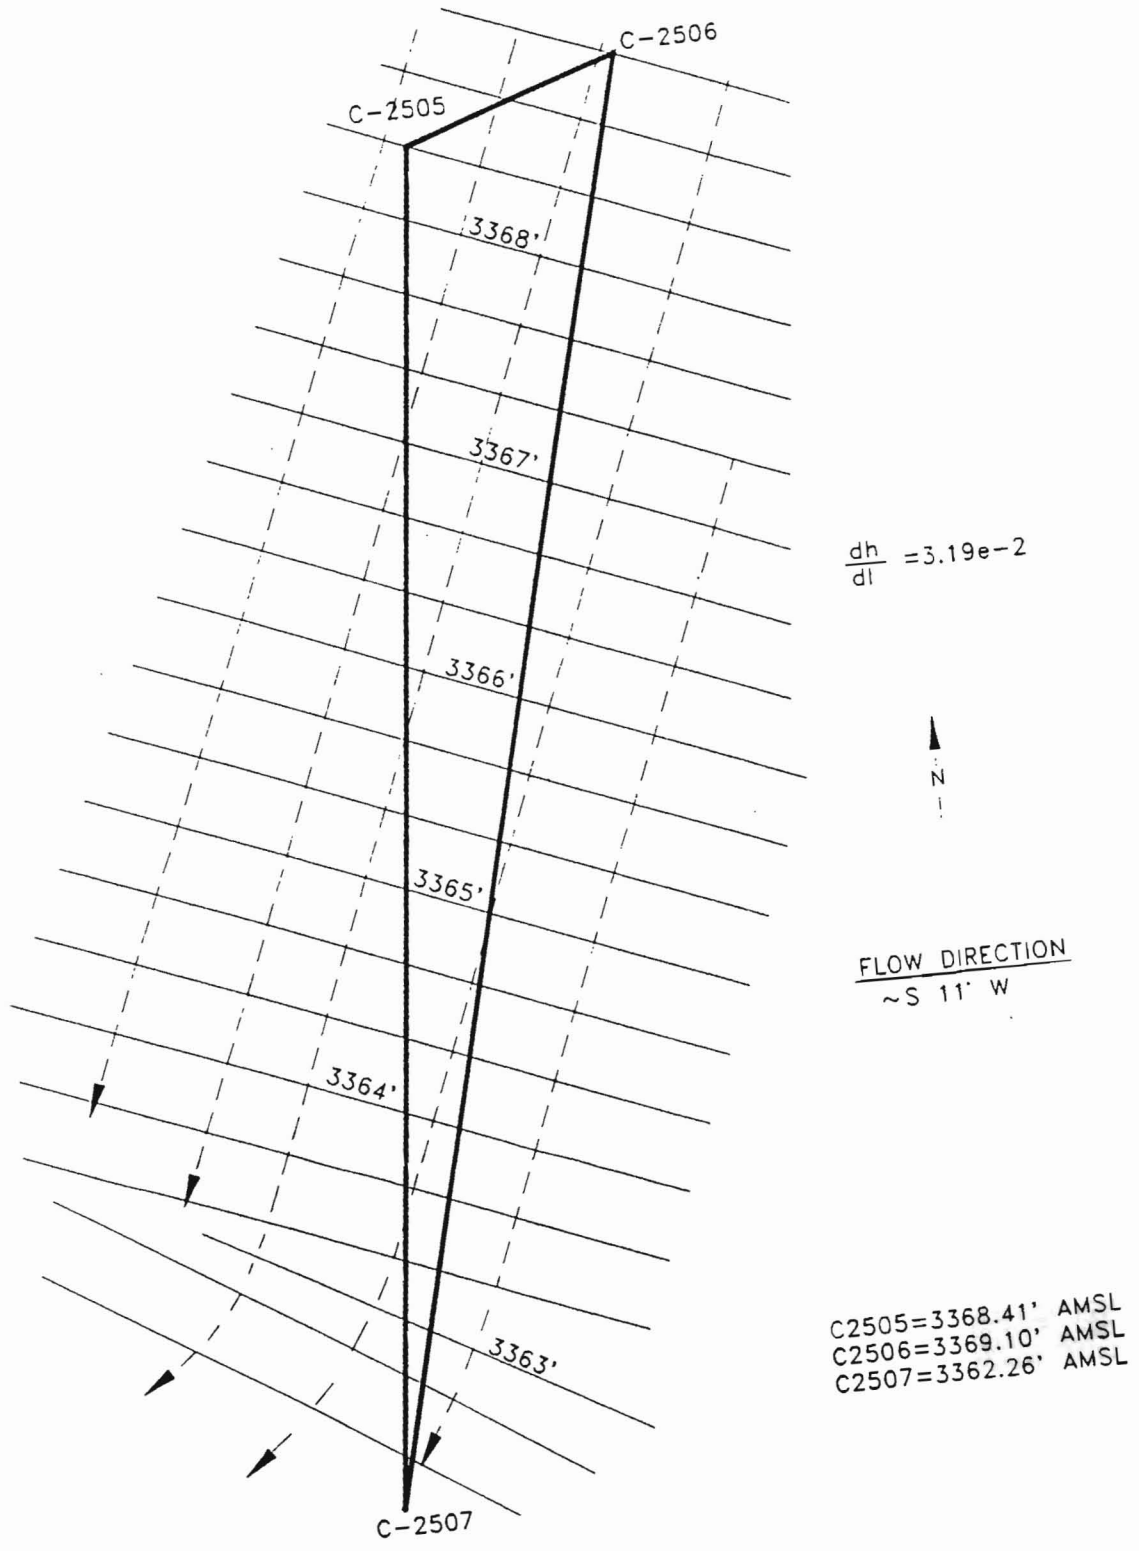 C-2506
C-2505
3368'
3367'
dh
dl
=3.19e-2
3366'
N
3365'
FLOW DIRECTION
~S 11° W
3364'
C2505=3368.41' AMSL
C2506=3369.10' AMSL
C2507=3362.26' AMSL
3363'
C-2507